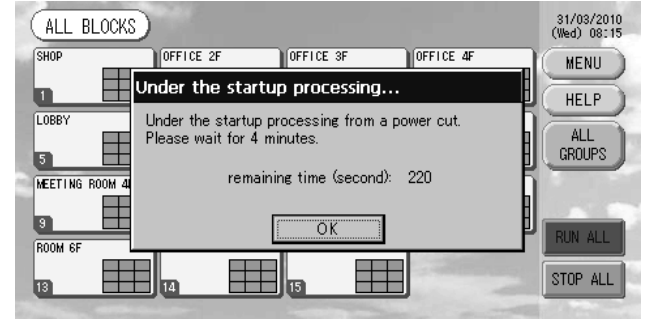 ALL BLOCKS
31/03/2010
(Wed) 08:15
SHOP
OFFICE 2F
OFFICE 3F
OFFICE 4F
MENU
1
Under the startup processing...
HELP
LOBBY
Under the startup processing from a power cut.
Please wait for 4 minutes.
ALL
GROUPS
5
remaining time (second): 220
MEETING ROOM
9
OK
RUN ALL
ROOM 6F
13
14
15
STOP ALL